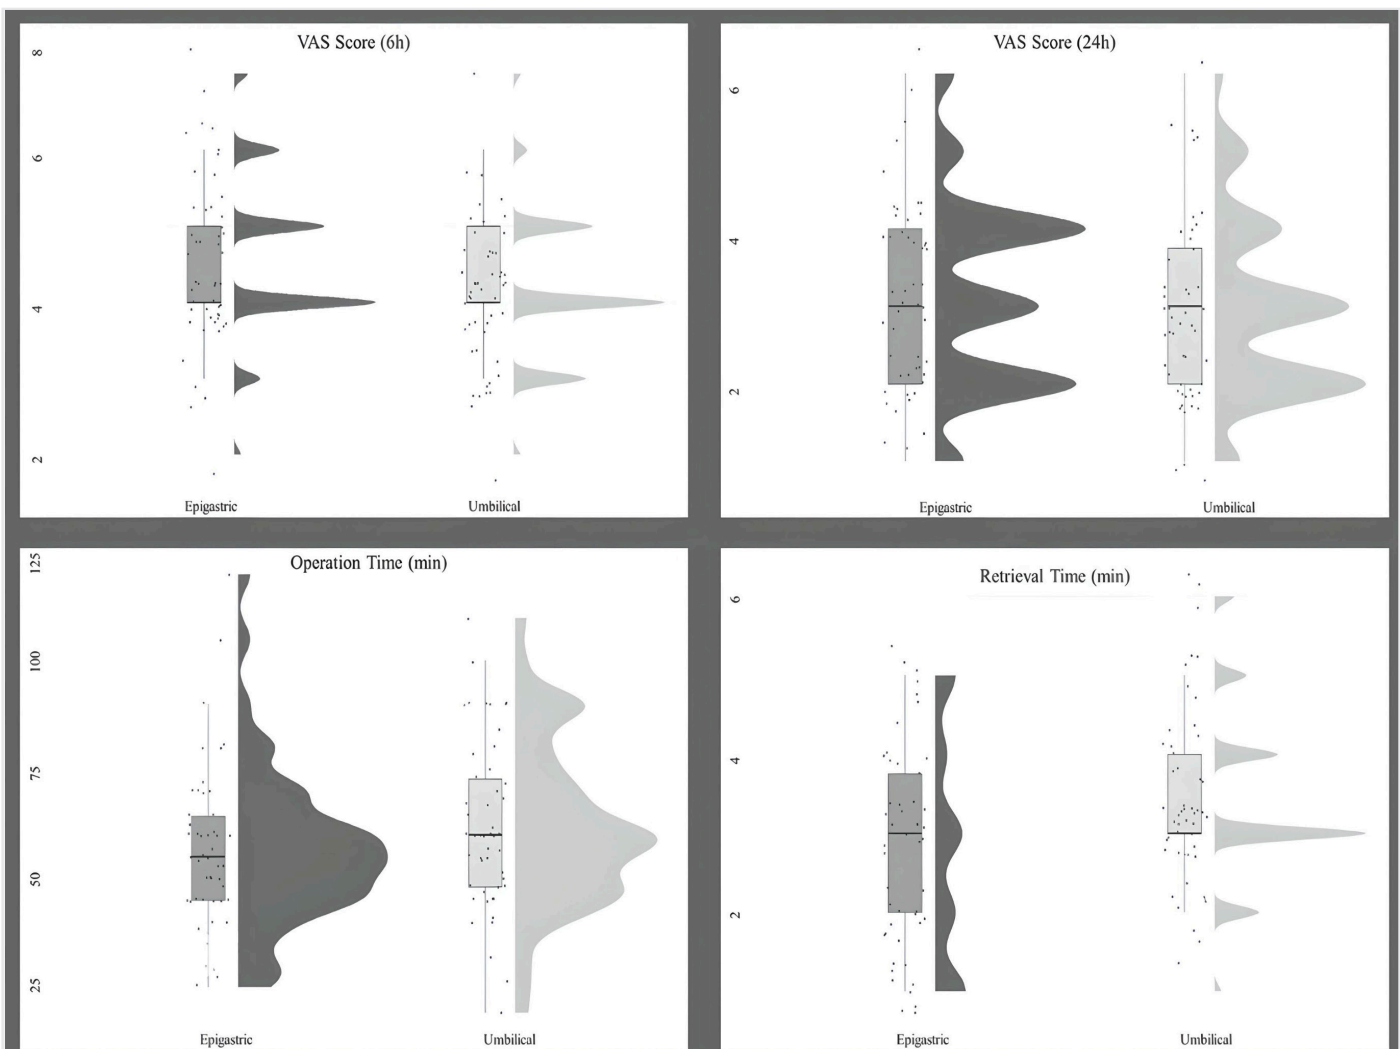 VAS Score (6h)
8
6
4
2
Epigastric
Umbilical
VAS Score (24h)
6
4
2
Epigastric
Umbilical
Operation Time (min)
125
100
75
50
25
Epigastric
Umbilical
Retrieval Time (min)
6
4
2
Epigastric
Umbilical